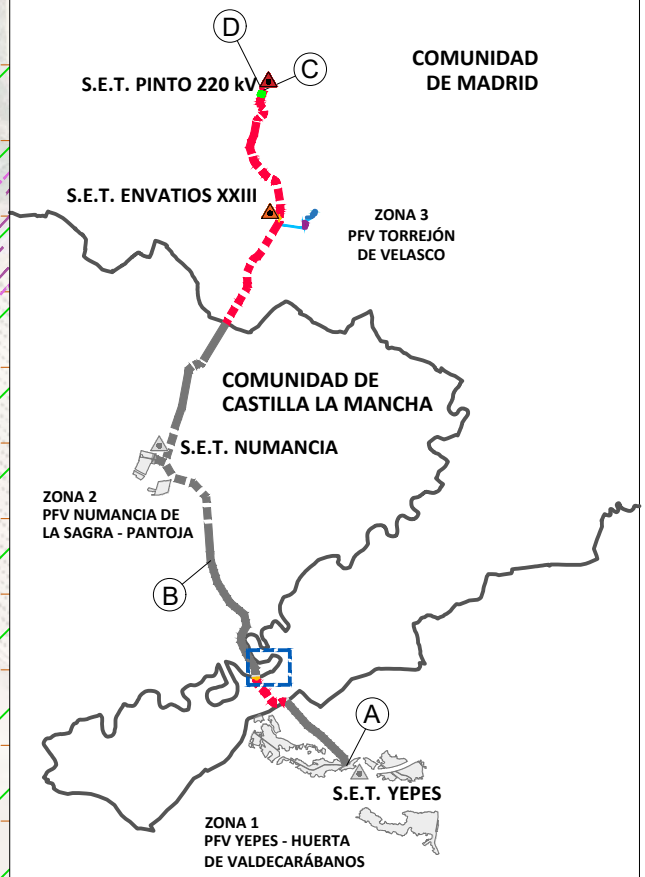 D
C
COMUNIDAD
DE MADRID
S.E.T. PINTO 220 kV
S.E.T. ENVATIOS XXIII
ZONA 3
PFV TORREJÓN
DE VELASCO
COMUNIDAD DE
CASTILLA LA MANCHA
S.E.T. NUMANCIA
ZONA 2
PFV NUMANCIA DE
LA SAGRA - PANTOJA
B
A
S.E.T. YEPES
ZONA 1
PFV YEPES - HUERTA
DE VALDECARÁBANOS